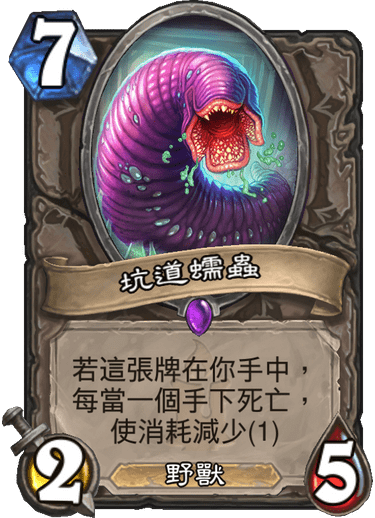 7
坑道蠕蟲
若這張牌在你手中，
每當一個手下死亡，
使消耗減少(1)
2
野獸
5